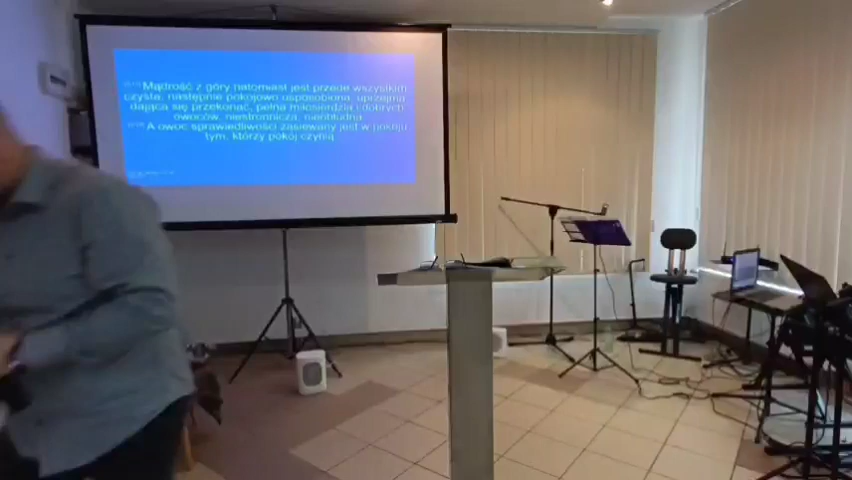 Mądrość z góry natomiast jest przede wszystkim
czysta, następnie pokojowo usposobiona, uprzejma,
dająca się przekonać, pełna miłosierdzia i dobrych
owoców, niestronnicza, nieobłudna.
A owoc sprawiedliwości zasiewany jest w pokoju
tym, którzy pokój czynią.